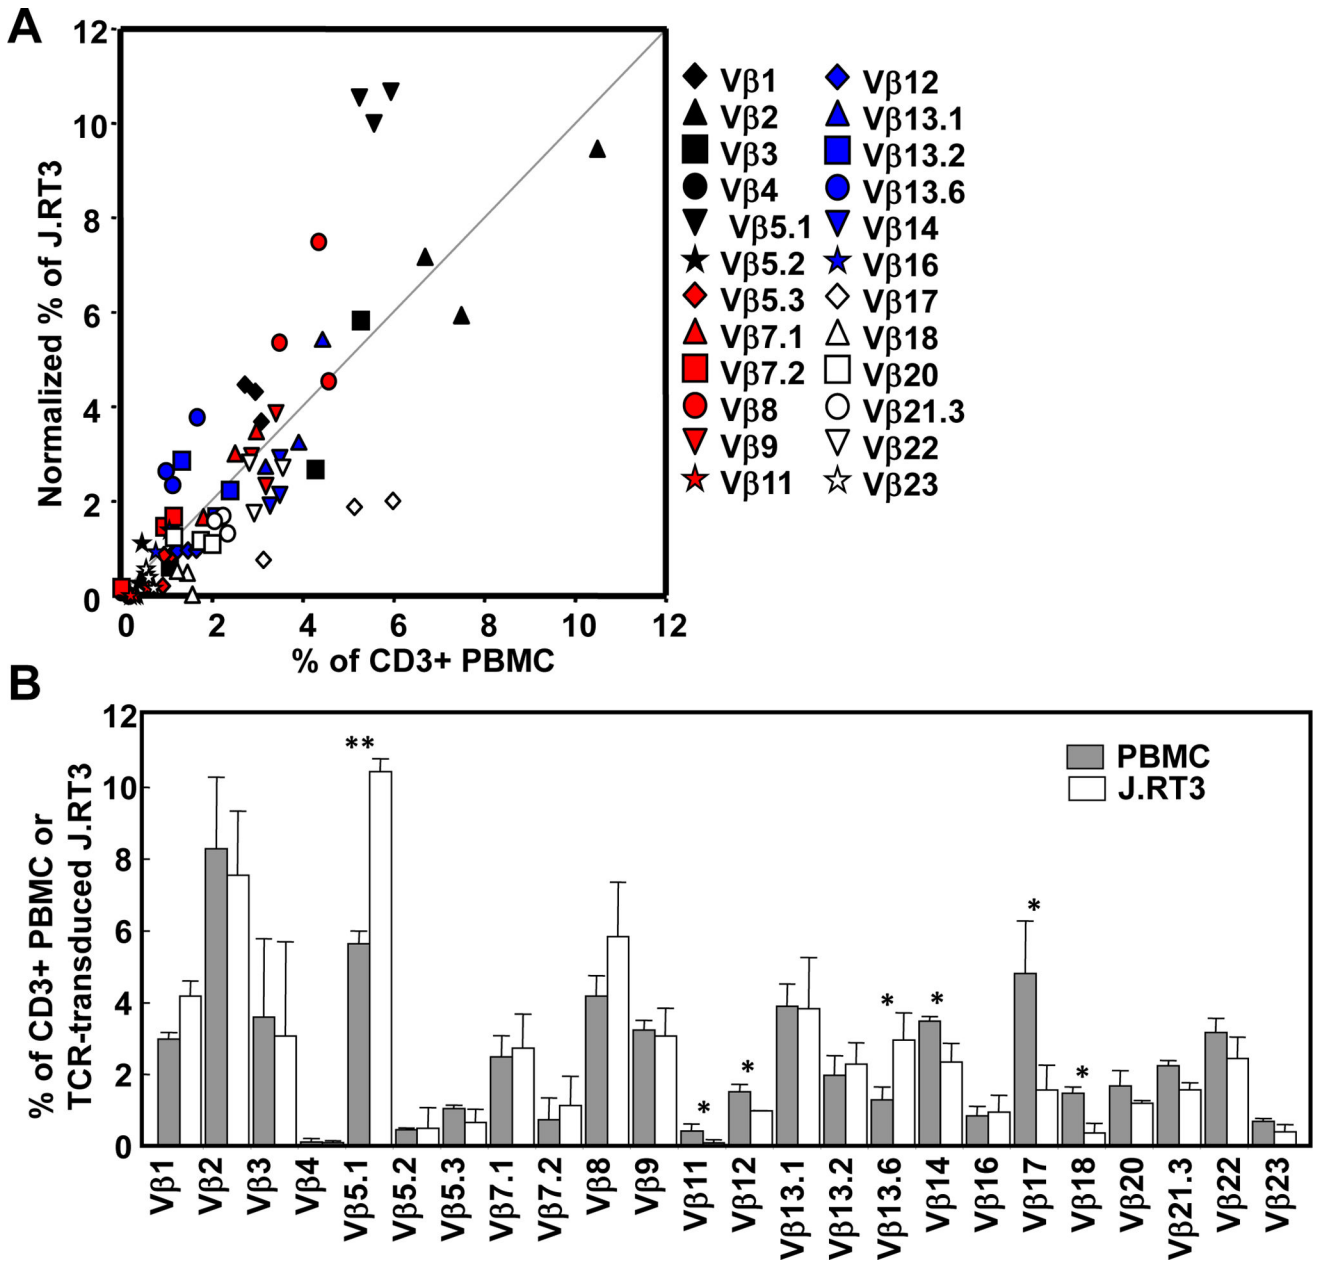 A
12
10
8
6
4
2
0
Normalized % of J.RT3
0 2 4 6 8 10 12
% of CD3+ PBMC
Vβ1
Vβ2
Vβ3
Vβ4
Vβ5.1
Vβ5.2
Vβ5.3
Vβ7.1
Vβ7.2
Vβ8
Vβ9
Vβ11
Vβ12
Vβ13.1
Vβ13.2
Vβ13.6
Vβ14
Vβ16
Vβ17
Vβ18
Vβ20
Vβ21.3
Vβ22
Vβ23
B
12
10
8
6
4
2
0
% of CD3+ PBMC or
TCR-transduced J.RT3
**
*
*
*
*
*
*
PBMC
J.RT3
Vβ1
Vβ2
Vβ3
Vβ4
Vβ5.1
Vβ5.2
Vβ5.3
Vβ7.1
Vβ7.2
Vβ8
Vβ9
Vβ11
Vβ12
Vβ13.1
Vβ13.2
Vβ13.6
Vβ14
Vβ16
Vβ17
Vβ18
Vβ20
Vβ21.3
Vβ22
Vβ23